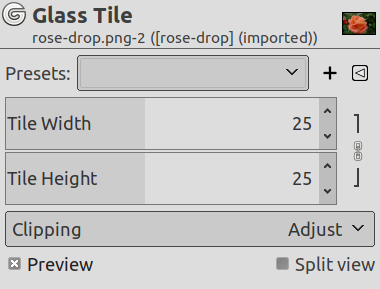 Glass Tile
rose-drop.png-2 ([rose-drop] (imported))
Presets:
Tile Width 25
Tile Height 25
Clipping Adjust
Preview Split view